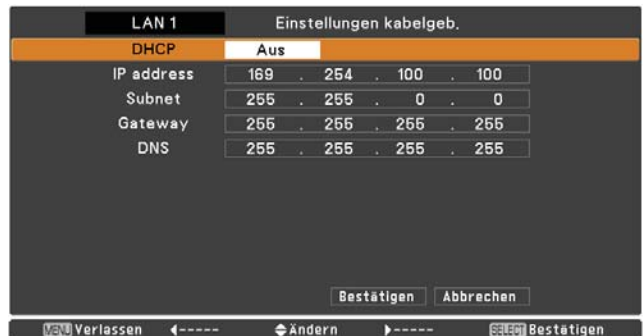 LAN 1 Einstellungen kabelgeb.
DHCP Aus
IP address 169 . 254 . 100 . 100
Subnet 255 . 255 . 0 . 0
Gateway 255 . 255 . 255 . 255
DNS 255 . 255 . 255 . 255
Bestätigen Abbrechen
MENU Verlassen ◀----- Ändern ▶----- SELECT Bestätigen